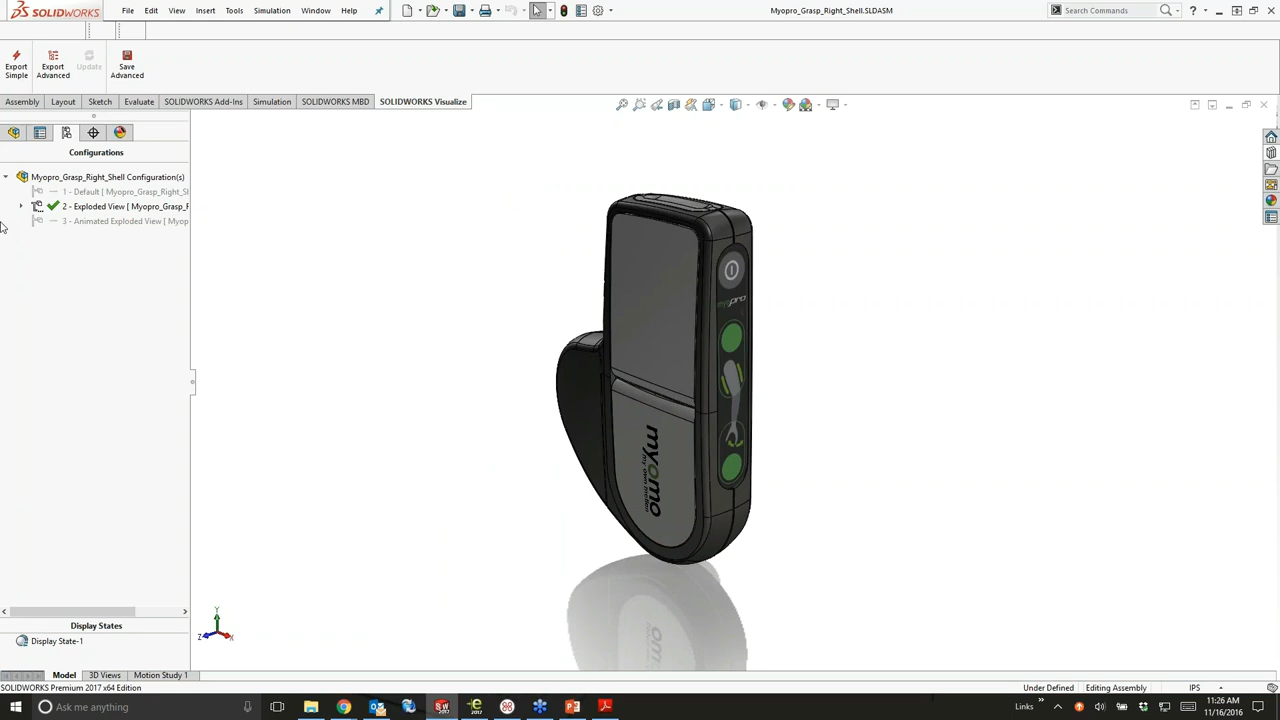 SOLIDWORKS File Edit View Insert Tools Simulation Window Help Myopro_Grasp_Right_Shell.SLDASM Search Commands
Export Simple
Export Advanced
Update
Save Advanced
Assembly Layout Sketch Evaluate SOLIDWORKS Add-Ins Simulation SOLIDWORKS MBD SOLIDWORKS Visualize
Configurations
Myopro_Grasp_Right_Shell Configuration(s)
1 - Default [ Myopro_Grasp_Right_Sl
2 - Exploded View [ Myopro_Grasp_F
3 - Animated Exploded View [ Myop
pro
myomo
Display States
Display State-1
Y
Z X
Model 3D Views Motion Study 1
SOLIDWORKS Premium 2017 x64 Edition Under Defined Editing Assembly IPS
Ask me anything Links 11:26 AM
11/16/2016